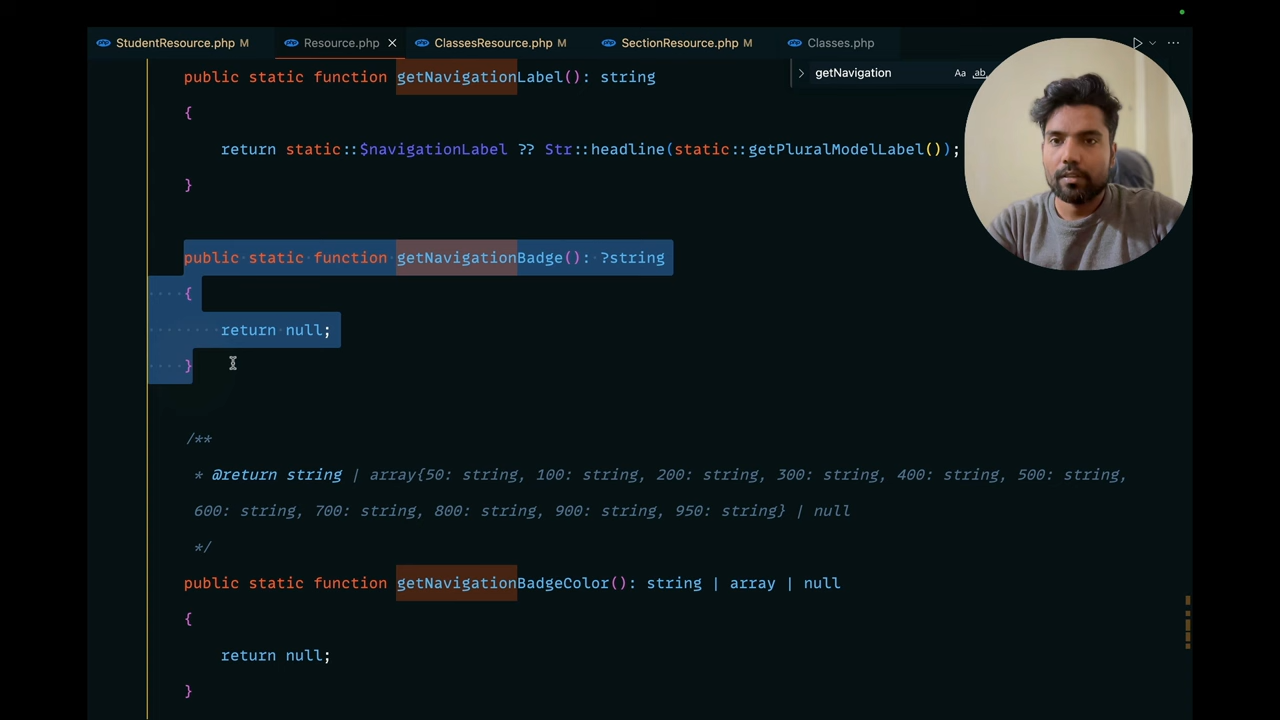 StudentResource.php M
Resource.php
ClassesResource.php M
SectionResource.php M
Classes.php
getNavigation Aa ab
public static function getNavigationLabel(): string
{
return static::$navigationLabel ?? Str::headline(static::getPluralModelLabel());
}
public static function getNavigationBadge(): ?string
{
return null;
}
/**
* @return string | array{50: string, 100: string, 200: string, 300: string, 400: string, 500: string,
600: string, 700: string, 800: string, 900: string, 950: string} | null
*/
public static function getNavigationBadgeColor(): string | array | null
{
return null;
}